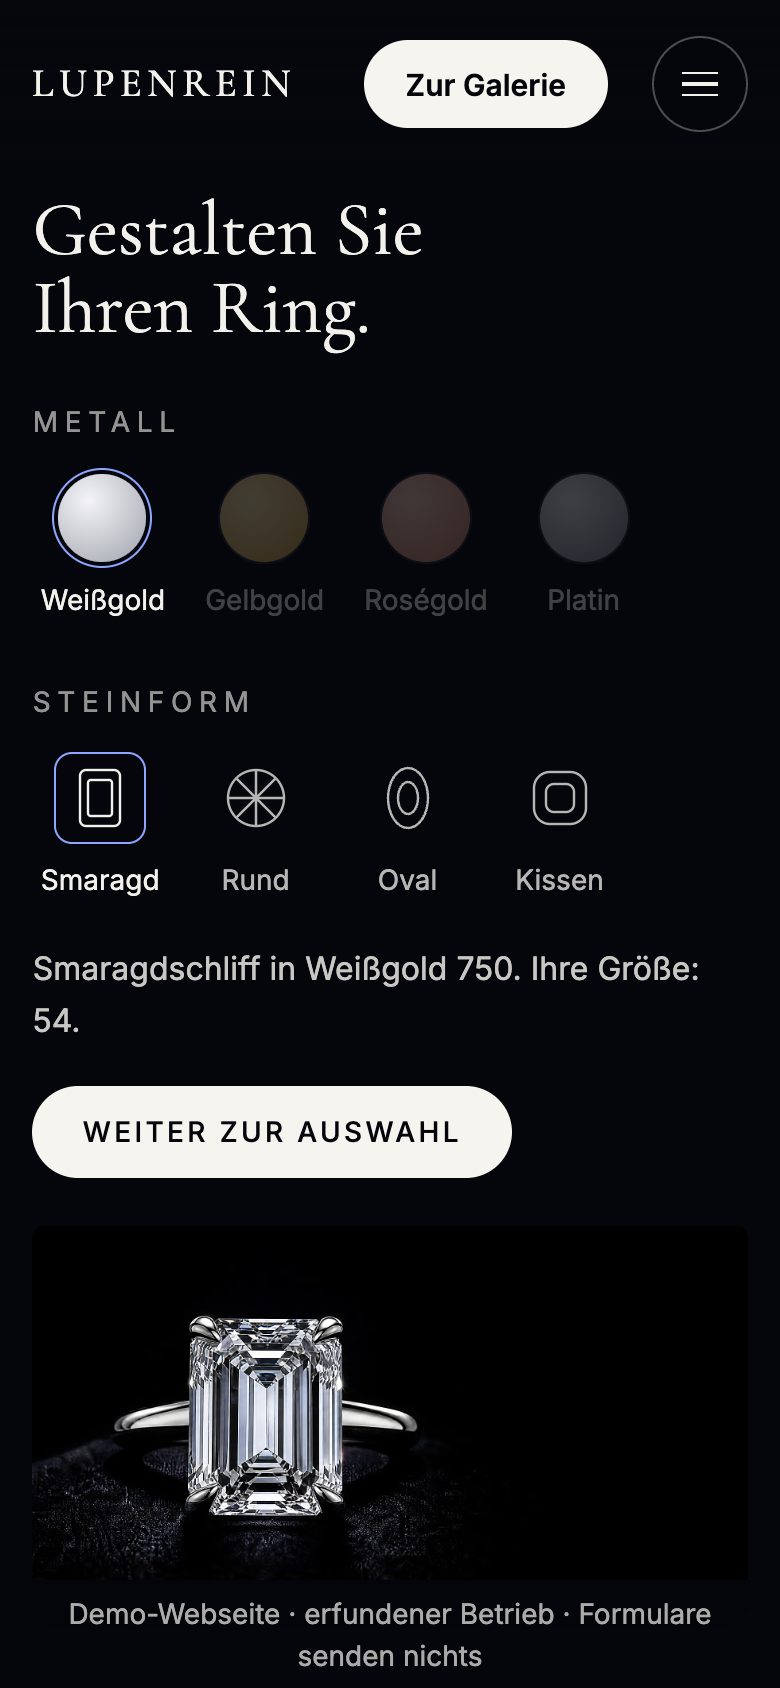 LUPENREIN
Zur Galerie
Gestalten Sie
Ihren Ring.
METALL
Weißgold
Gelbgold
Roségold
Platin
STEINFORM
Smaragd
Rund
Oval
Kissen
Smaragdschliff in Weißgold 750. Ihre Größe:
54.
WEITER ZUR AUSWAHL
Demo-Webseite · erfundener Betrieb · Formulare
senden nichts